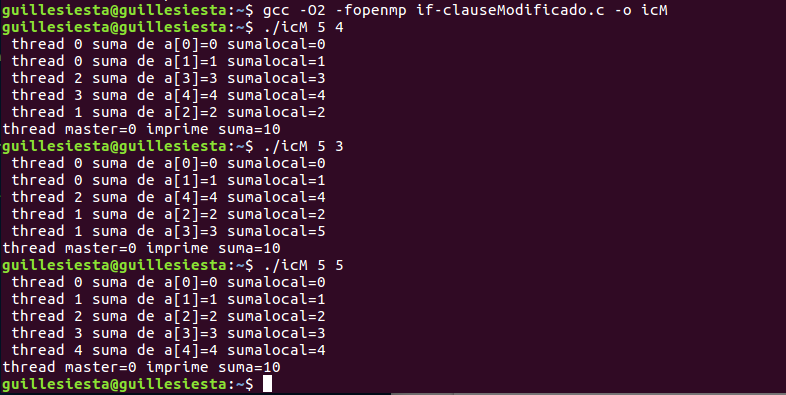 guillesiesta@guillesiesta:~$ gcc -O2 -fopenmp if-clauseModificado.c -o icM
guillesiesta@guillesiesta:~$ ./icM 5 4
 thread 0 suma de a[0]=0 sumalocal=0
 thread 0 suma de a[1]=1 sumalocal=1
 thread 2 suma de a[3]=3 sumalocal=3
 thread 3 suma de a[4]=4 sumalocal=4
 thread 1 suma de a[2]=2 sumalocal=2
thread master=0 imprime suma=10
guillesiesta@guillesiesta:~$ ./icM 5 3
 thread 0 suma de a[0]=0 sumalocal=0
 thread 0 suma de a[1]=1 sumalocal=1
 thread 2 suma de a[4]=4 sumalocal=4
 thread 1 suma de a[2]=2 sumalocal=2
 thread 1 suma de a[3]=3 sumalocal=5
thread master=0 imprime suma=10
guillesiesta@guillesiesta:~$ ./icM 5 5
 thread 0 suma de a[0]=0 sumalocal=0
 thread 1 suma de a[1]=1 sumalocal=1
 thread 2 suma de a[2]=2 sumalocal=2
 thread 3 suma de a[3]=3 sumalocal=3
 thread 4 suma de a[4]=4 sumalocal=4
thread master=0 imprime suma=10
guillesiesta@guillesiesta:~$